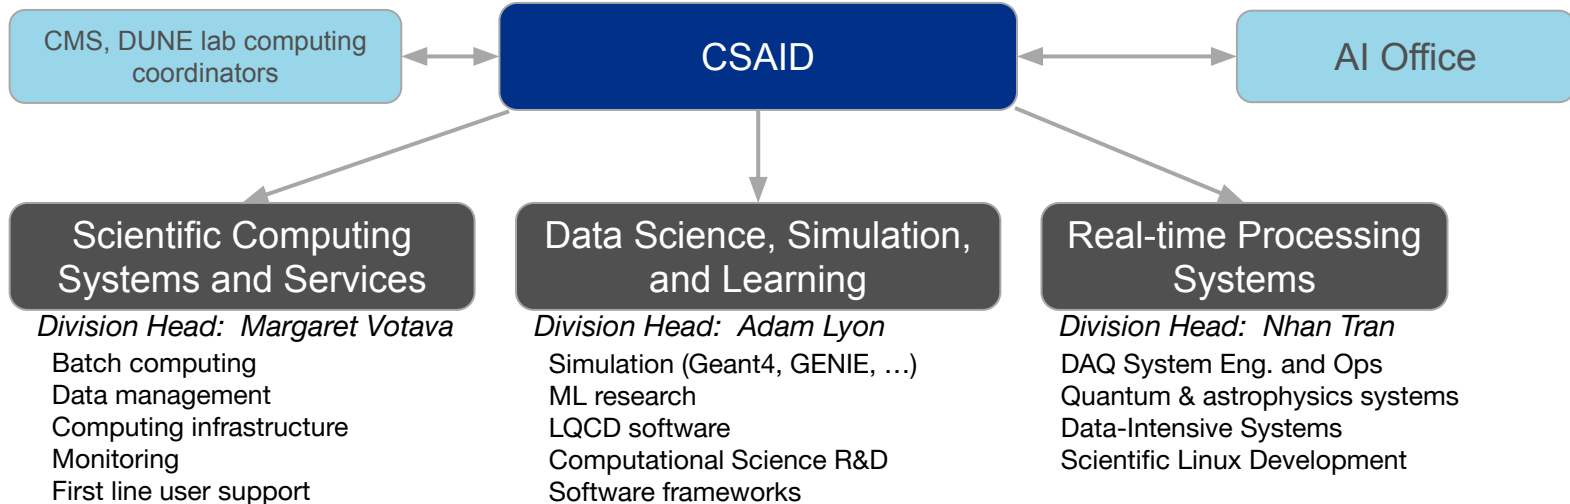 CMS, DUNE lab computing
coordinators
CSAID
AI Office
Scientific Computing
Systems and Services
Division Head: Margaret Votava
Batch computing
Data management
Computing infrastructure
Monitoring
First line user support
Data Science, Simulation,
and Learning
Division Head: Adam Lyon
Simulation (Geant4, GENIE, …)
ML research
LQCD software
Computational Science R&D
Software frameworks
Real-time Processing
Systems
Division Head: Nhan Tran
DAQ System Eng. and Ops
Quantum & astrophysics systems
Data-Intensive Systems
Scientific Linux Development